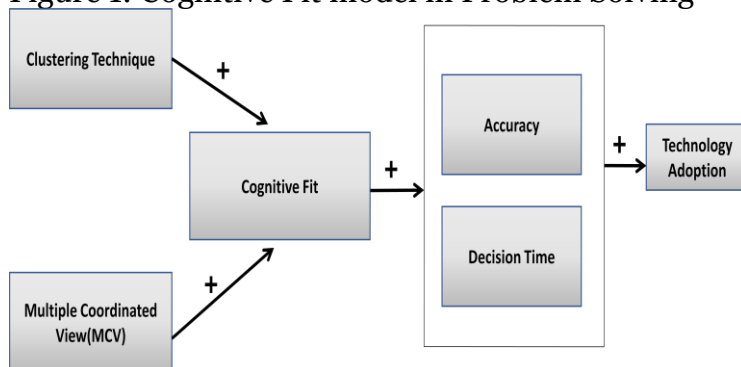 Figure 1: Cognitive Fit model in Problem Solving
Clustering Technique
+
Accuracy
+
Technology
Adoption
Cognitive Fit
+
Decision Time
+
Multiple Coordinated
View(MCV)